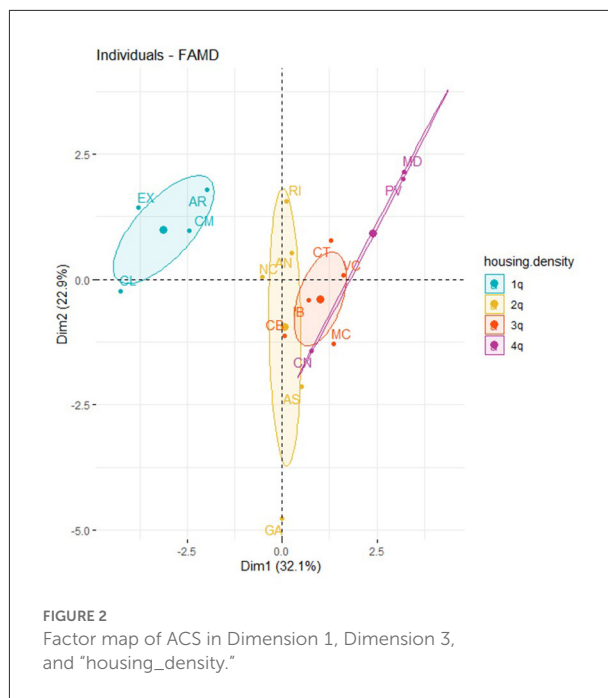 Individuals - FAMD
2.5
0.0
-2.5
-5.0
Dim2 (22.9%)
EX
AR
CM
CL
RI
AN
NC
CB
AS
GA
CT
VC
IB
MC
CN
MD
PV
-2.5
0.0
2.5
Dim1 (32.1%)
housing.density
1q
2q
3q
4q
FIGURE 2
Factor map of ACS in Dimension 1, Dimension 3,
and “housing_density.”